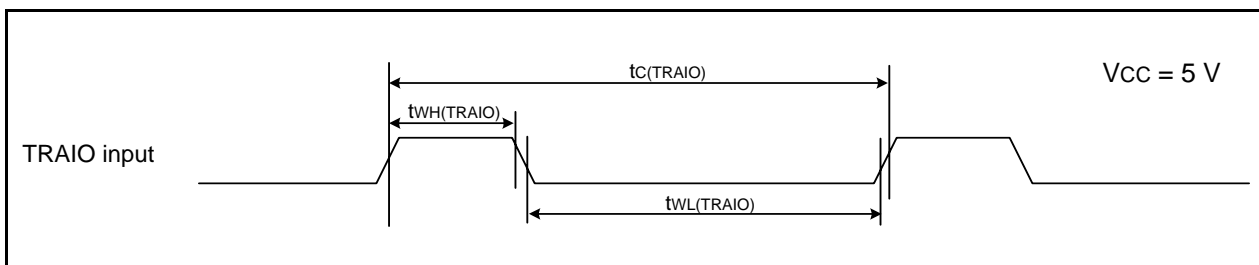 tC(TRAIO)
VCC = 5 V
tWH(TRAIO)
TRAIO input
tWL(TRAIO)